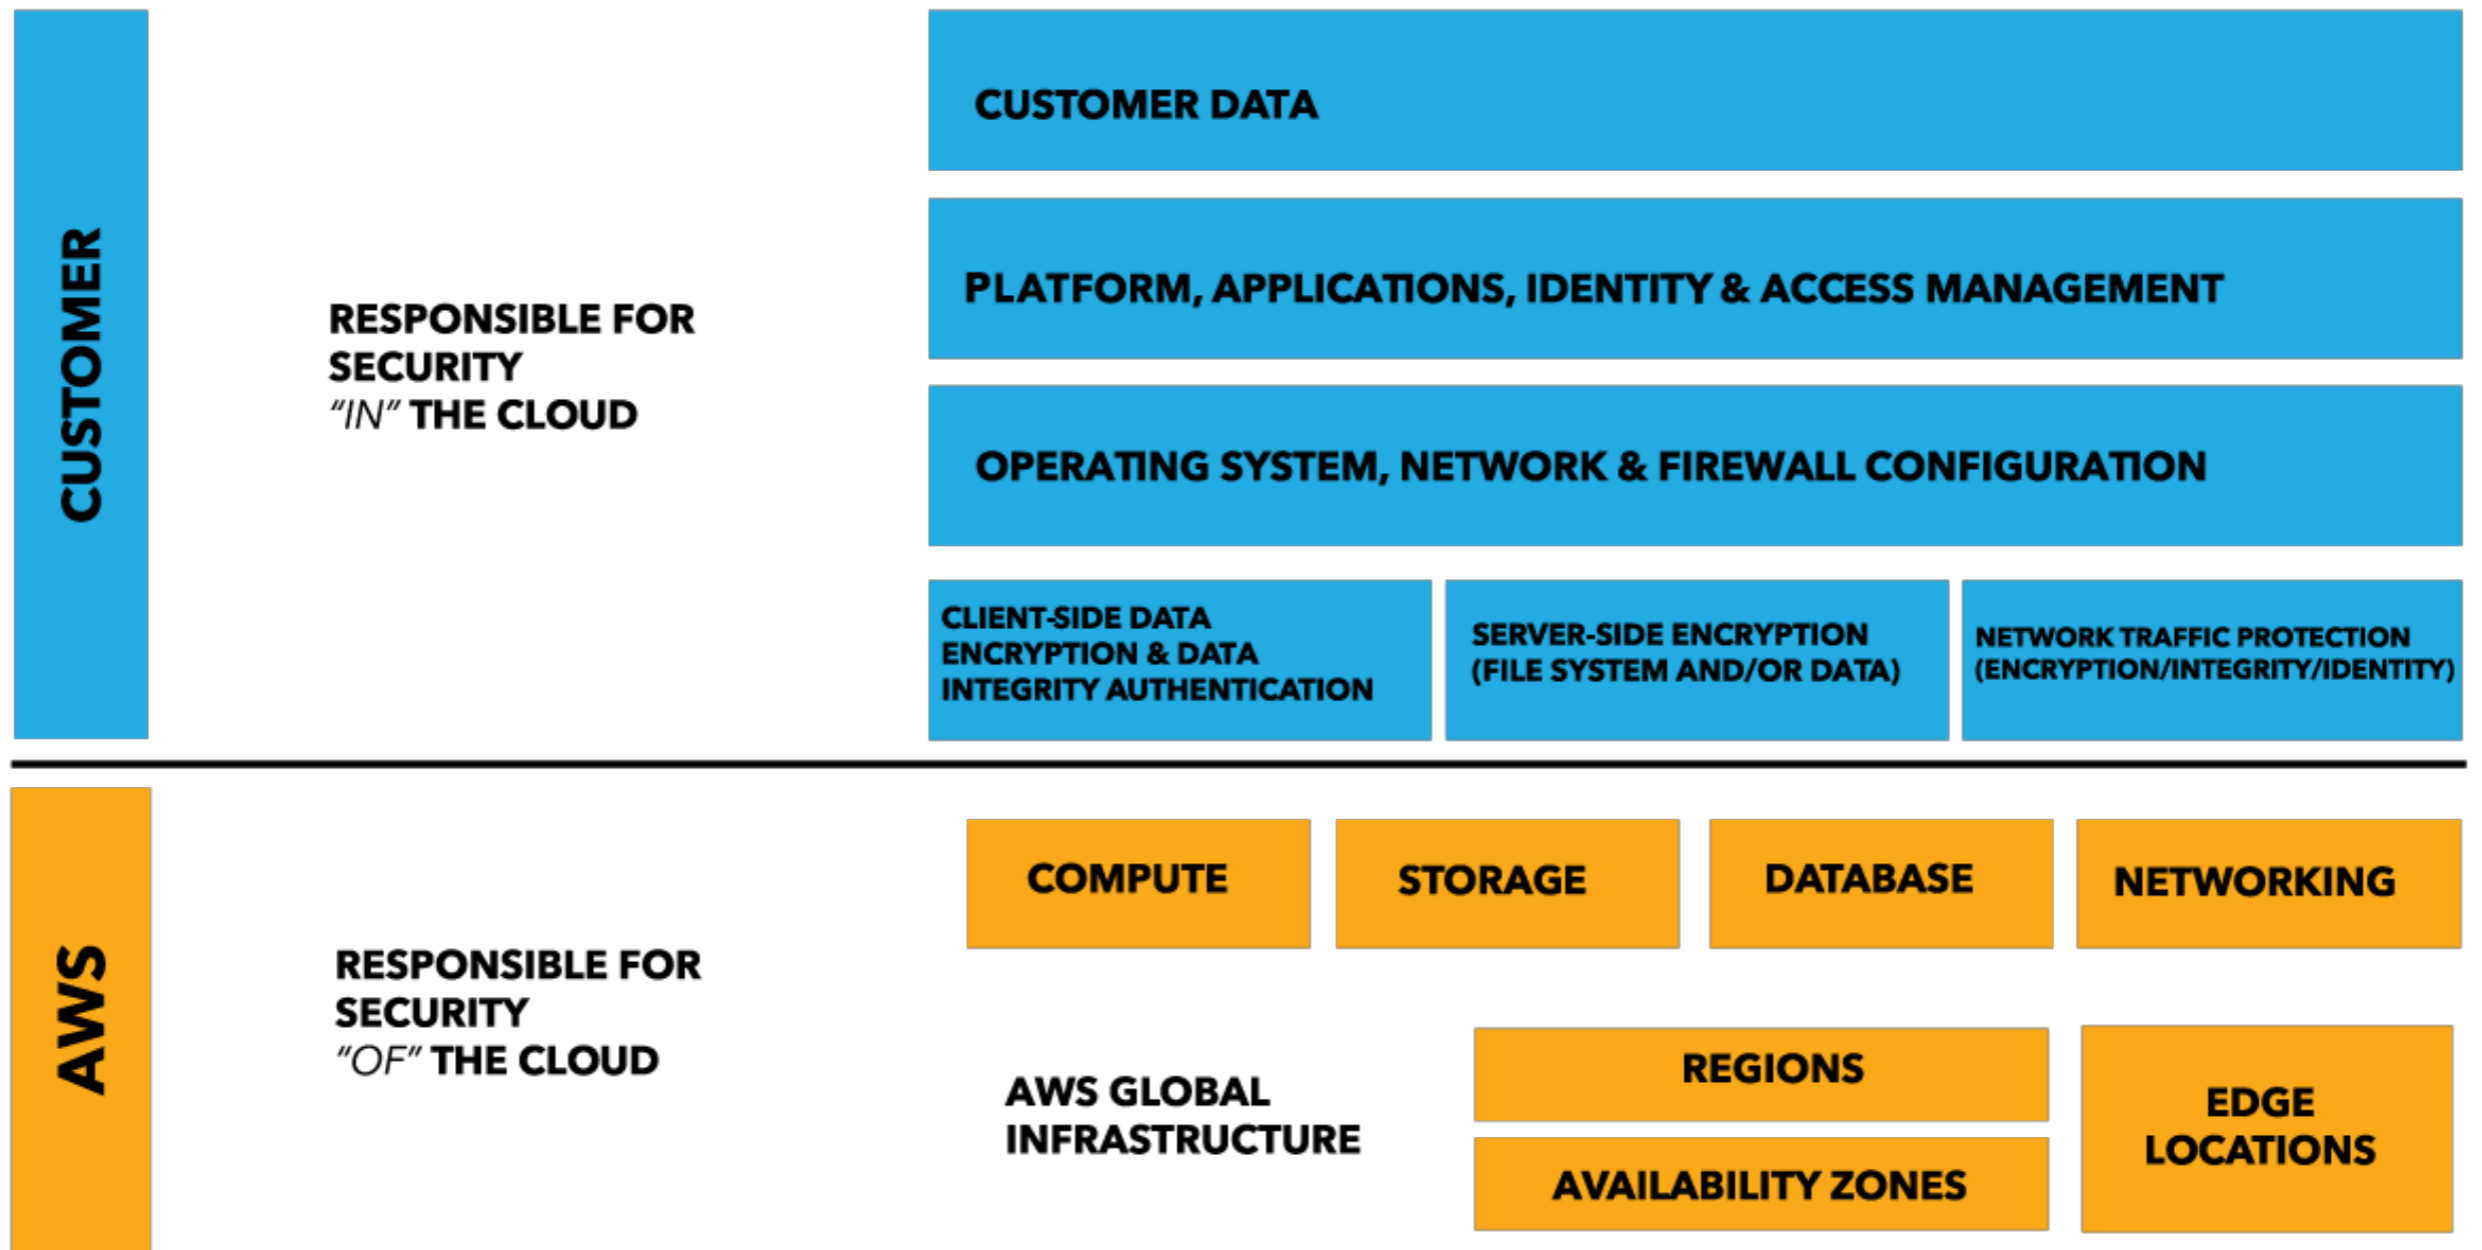 CUSTOMER
RESPONSIBLE FOR
SECURITY
“IN” THE CLOUD
CUSTOMER DATA
PLATFORM, APPLICATIONS, IDENTITY & ACCESS MANAGEMENT
OPERATING SYSTEM, NETWORK & FIREWALL CONFIGURATION
CLIENT-SIDE DATA
ENCRYPTION & DATA
INTEGRITY AUTHENTICATION
SERVER-SIDE ENCRYPTION
(FILE SYSTEM AND/OR DATA)
NETWORK TRAFFIC PROTECTION
(ENCRYPTION/INTEGRITY/IDENTITY)
AWS
RESPONSIBLE FOR
SECURITY
“OF” THE CLOUD
COMPUTE
STORAGE
DATABASE
NETWORKING
AWS GLOBAL
INFRASTRUCTURE
REGIONS
AVAILABILITY ZONES
EDGE
LOCATIONS